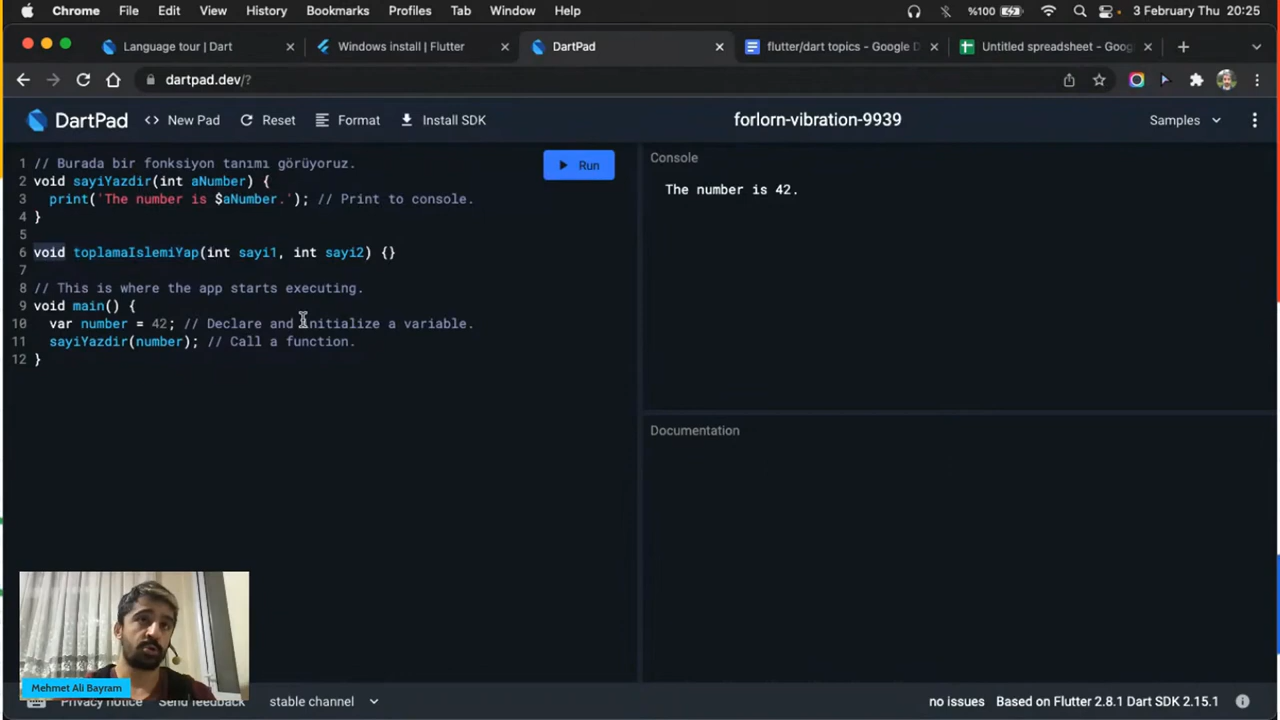 Chrome File Edit View History Bookmarks Profiles Tab Window Help %100 3 February Thu 20:25
Language tour | Dart Windows install | Flutter DartPad flutter/dart topics - Google D Untitled spreadsheet - Goog
dartpad.dev/?
DartPad <> New Pad Reset Format Install SDK forlorn-vibration-9939 Samples
1 // Burada bir fonksiyon tanımı görüyoruz.
2 void sayiYazdir(int aNumber) {
3 print('The number is $aNumber.'); // Print to console.
4 }
5
6 void toplamaIslemiYap(int sayi1, int sayi2) {}
7
8 // This is where the app starts executing.
9 void main() {
10 var number = 42; // Declare and initialize a variable.
11 sayiYazdir(number); // Call a function.
12 }
Run
Console
The number is 42.
Documentation
Mehmet Ali Bayram
Privacy notice Send feedback stable channel no issues Based on Flutter 2.8.1 Dart SDK 2.15.1